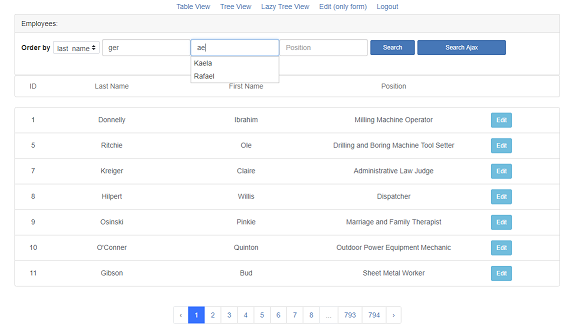 Table View Tree View Lazy Tree View Edit (only form) Logout
Employees:
Order by last_name ger ae Position Search Search Ajax
Kaela
Rafael
ID Last Name First Name Position
1 Donnelly Ibrahim Milling Machine Operator Edit
5 Ritchie Ole Drilling and Boring Machine Tool Setter Edit
7 Kreiger Claire Administrative Law Judge Edit
8 Hilpert Willis Dispatcher Edit
9 Osinski Pinkie Marriage and Family Therapist Edit
10 O'Conner Quinton Outdoor Power Equipment Mechanic Edit
11 Gibson Bud Sheet Metal Worker Edit
‹ 1 2 3 4 5 6 7 8 ... 793 794 ›